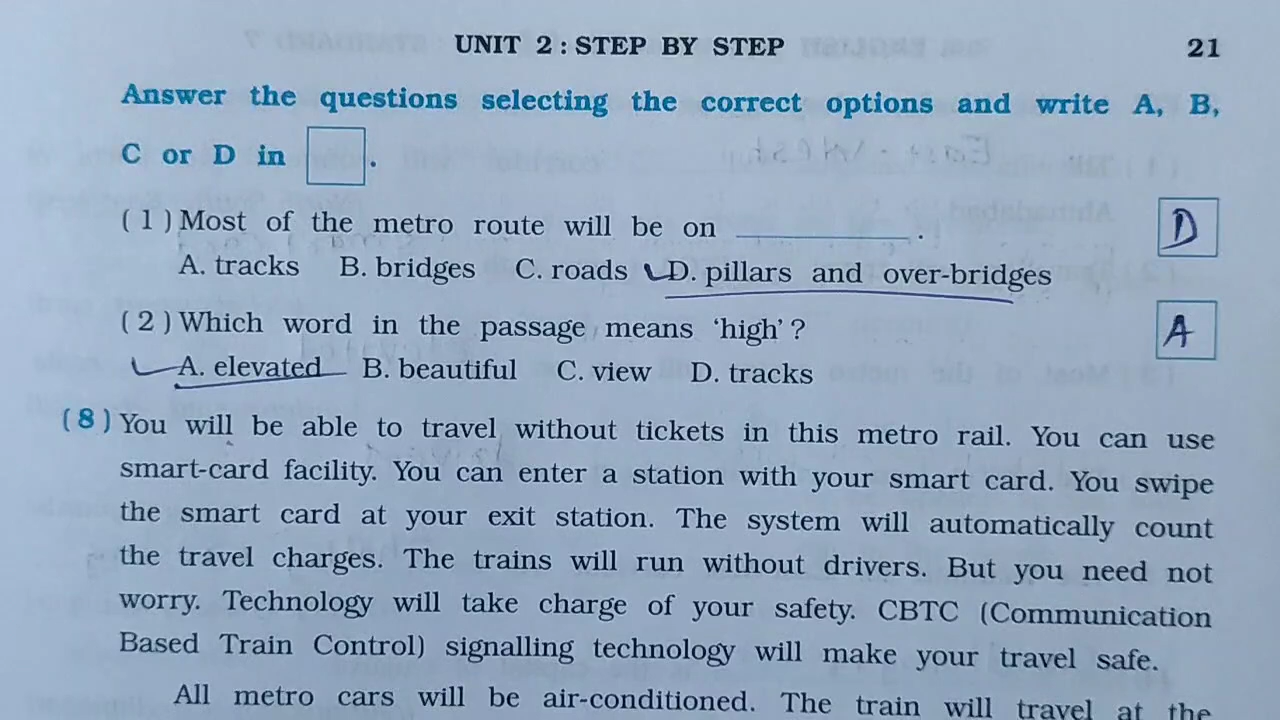 UNIT 2 : STEP BY STEP 21
Answer the questions selecting the correct options and write A, B,
C or D in .
( 1 ) Most of the metro route will be on ____________ . D
A. tracks B. bridges C. roads D. pillars and over-bridges
( 2 ) Which word in the passage means ‘high’ ? A
A. elevated B. beautiful C. view D. tracks
( 8 ) You will be able to travel without tickets in this metro rail. You can use
smart-card facility. You can enter a station with your smart card. You swipe
the smart card at your exit station. The system will automatically count
the travel charges. The trains will run without drivers. But you need not
worry. Technology will take charge of your safety. CBTC (Communication
Based Train Control) signalling technology will make your travel safe.
All metro cars will be air-conditioned. The train will travel at the